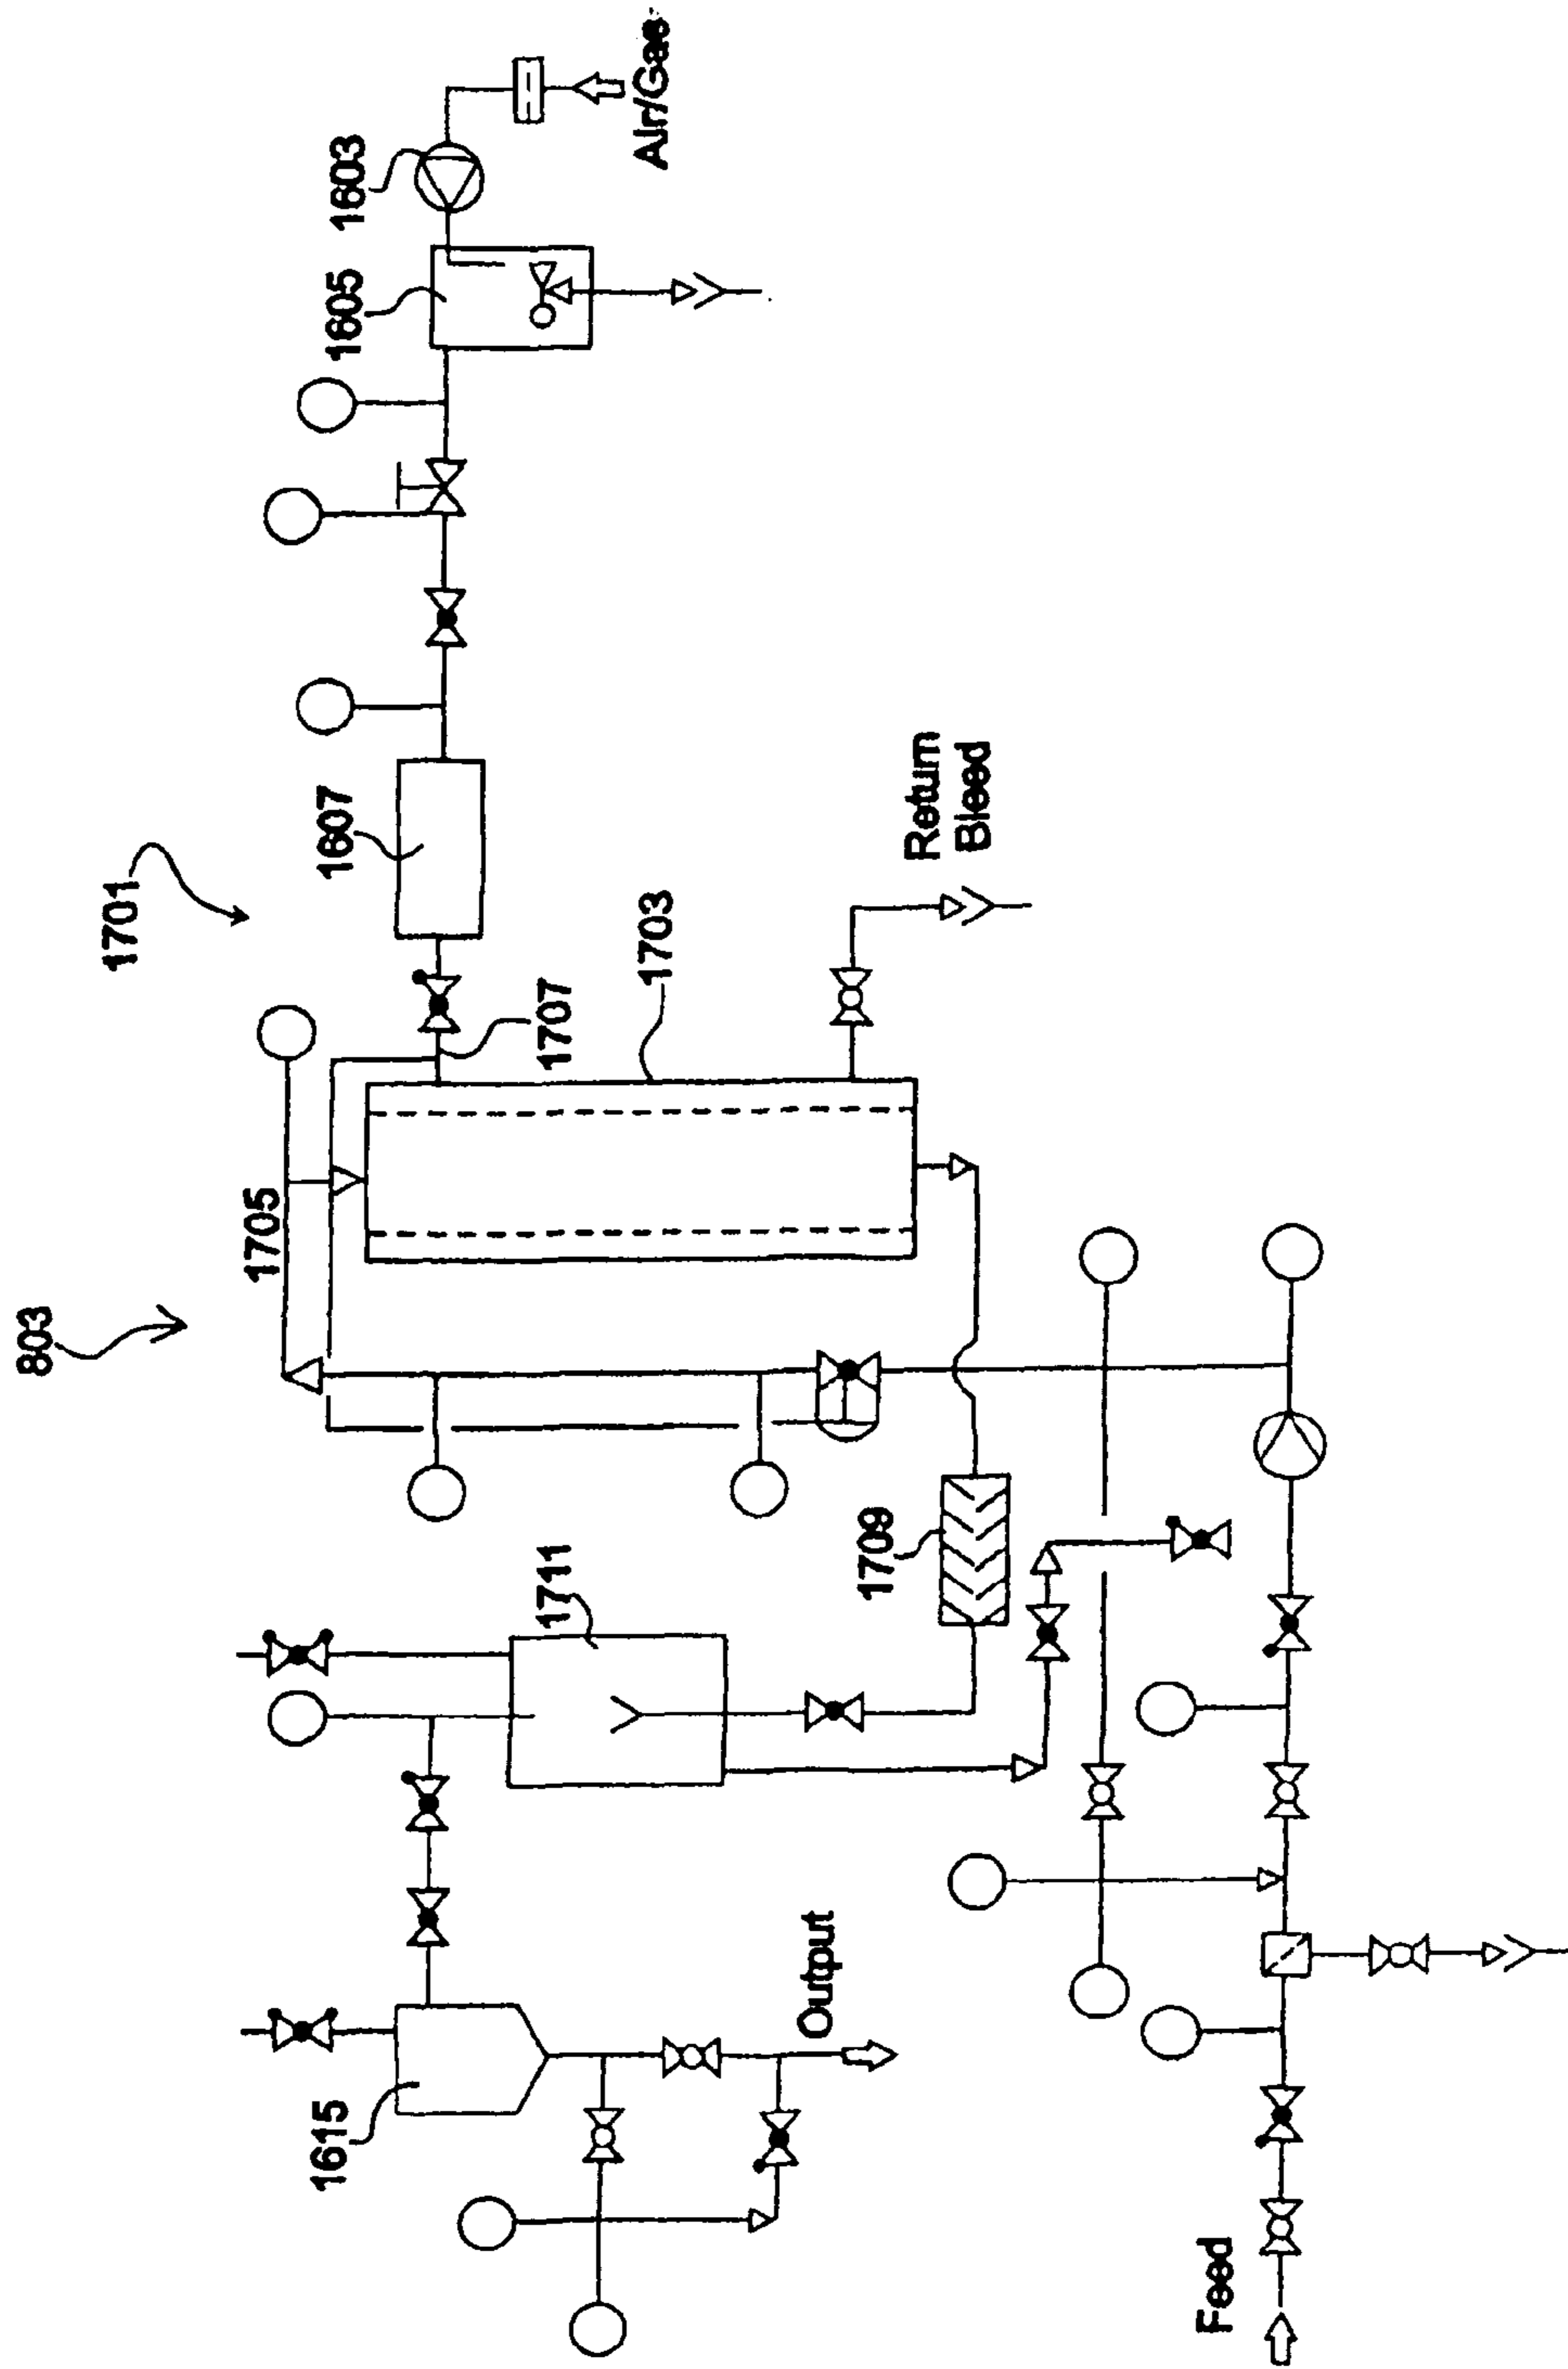 803
1701
1705
1615
1607
1605
1603
1711
1707
1703
Air/Gas
Output
1709
Return
Bleed
Feed